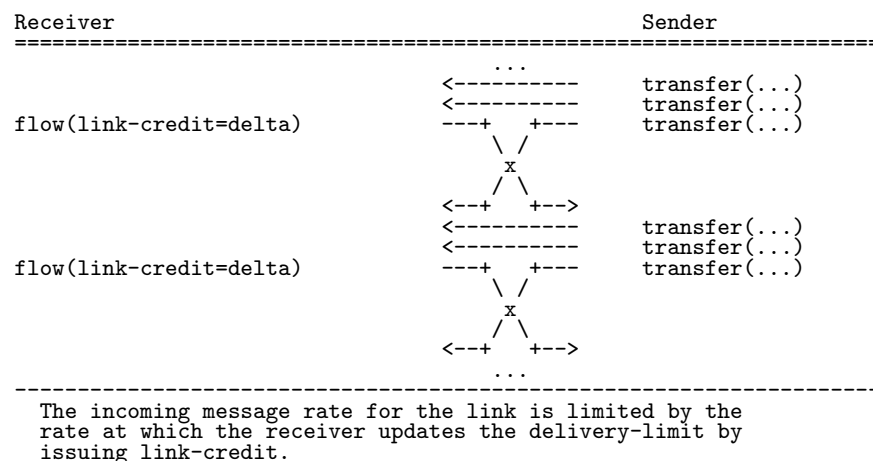 Receiver                                          Sender
=====================================================================
                                      ...
                                  <----------     transfer(...)
                                  <----------     transfer(...)
flow(link-credit=delta)           ---+   +---     transfer(...)
                                      \ /
                                       x
                                      / \
                                  <--+   +-->
                                  <----------     transfer(...)
                                  <----------     transfer(...)
flow(link-credit=delta)           ---+   +---     transfer(...)
                                      \ /
                                       x
                                      / \
                                  <--+   +-->
                                      ...
---------------------------------------------------------------------
  The incoming message rate for the link is limited by the
  rate at which the receiver updates the delivery-limit by
  issuing link-credit.